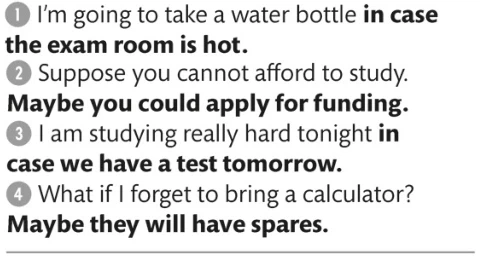 1 I'm going to take a water bottle in case
the exam room is hot.
2 Suppose you cannot afford to study.
Maybe you could apply for funding.
3 I am studying really hard tonight in
case we have a test tomorrow.
4 What if I forget to bring a calculator?
Maybe they will have spares.